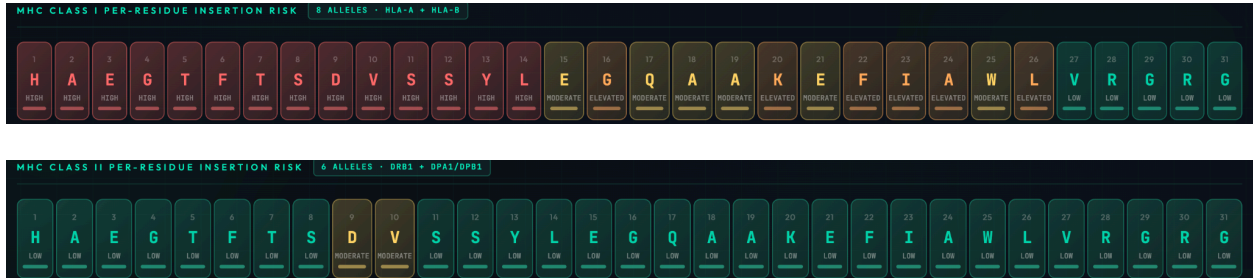 MHC CLASS I PER-RESIDUE INSERTION RISK 8 ALLELES · HLA-A + HLA-B
1 2 3 4 5 6 7 8 9 10 11 12 13 14 15 16 17 18 19 20 21 22 23 24 25 26 27 28 29 30 31
H A E G T F T S D V S S Y L E G Q A A K E F I A W L V R G R G
HIGH HIGH HIGH HIGH HIGH HIGH HIGH HIGH HIGH HIGH HIGH HIGH HIGH HIGH MODERATE ELEVATED MODERATE MODERATE MODERATE ELEVATED MODERATE ELEVATED ELEVATED ELEVATED MODERATE ELEVATED LOW LOW LOW LOW LOW
MHC CLASS II PER-RESIDUE INSERTION RISK 6 ALLELES · DRB1 + DPA1/DPB1
1 2 3 4 5 6 7 8 9 10 11 12 13 14 15 16 17 18 19 20 21 22 23 24 25 26 27 28 29 30 31
H A E G T F T S D V S S Y L E G Q A A K E F I A W L V R G R G
LOW LOW LOW LOW LOW LOW LOW LOW MODERATE MODERATE LOW LOW LOW LOW LOW LOW LOW LOW LOW LOW LOW LOW LOW LOW LOW LOW LOW LOW LOW LOW LOW